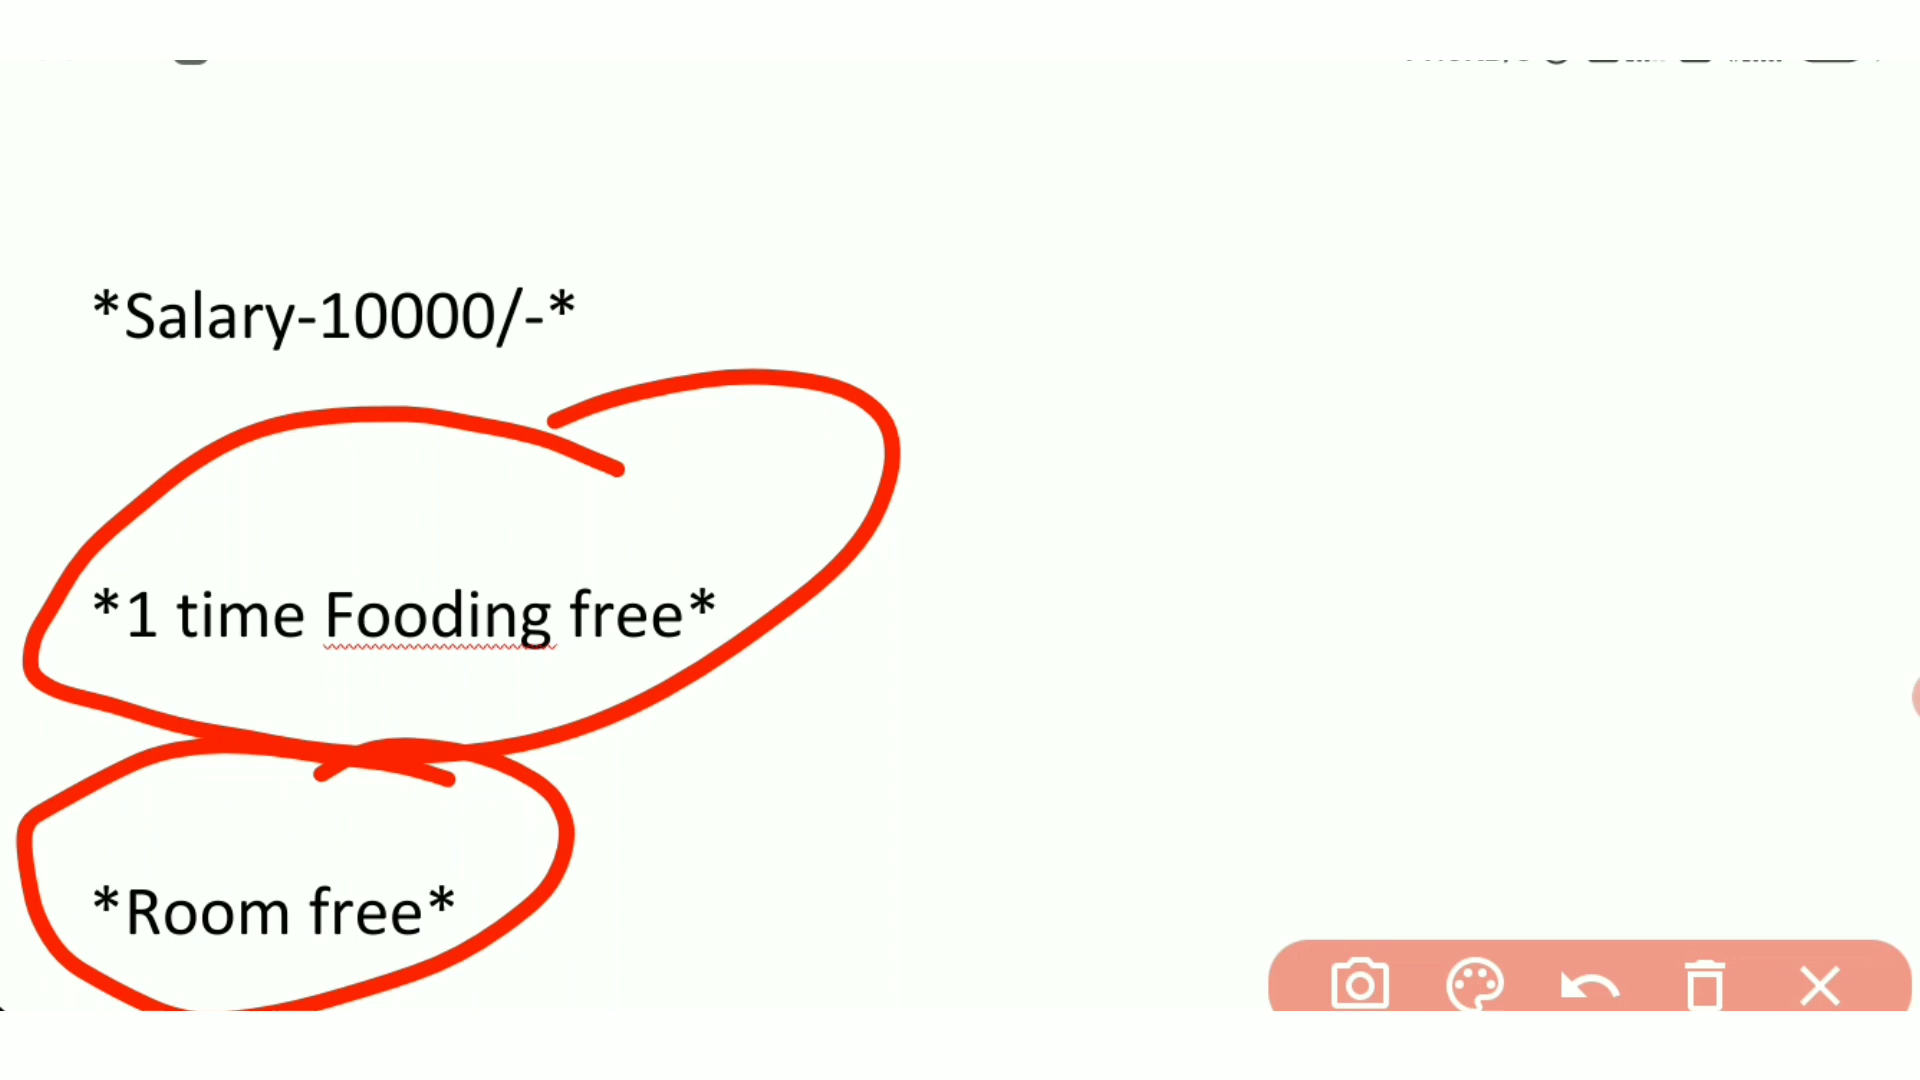 *Salary-10000/-*
*1 time Fooding free*
*Room free*